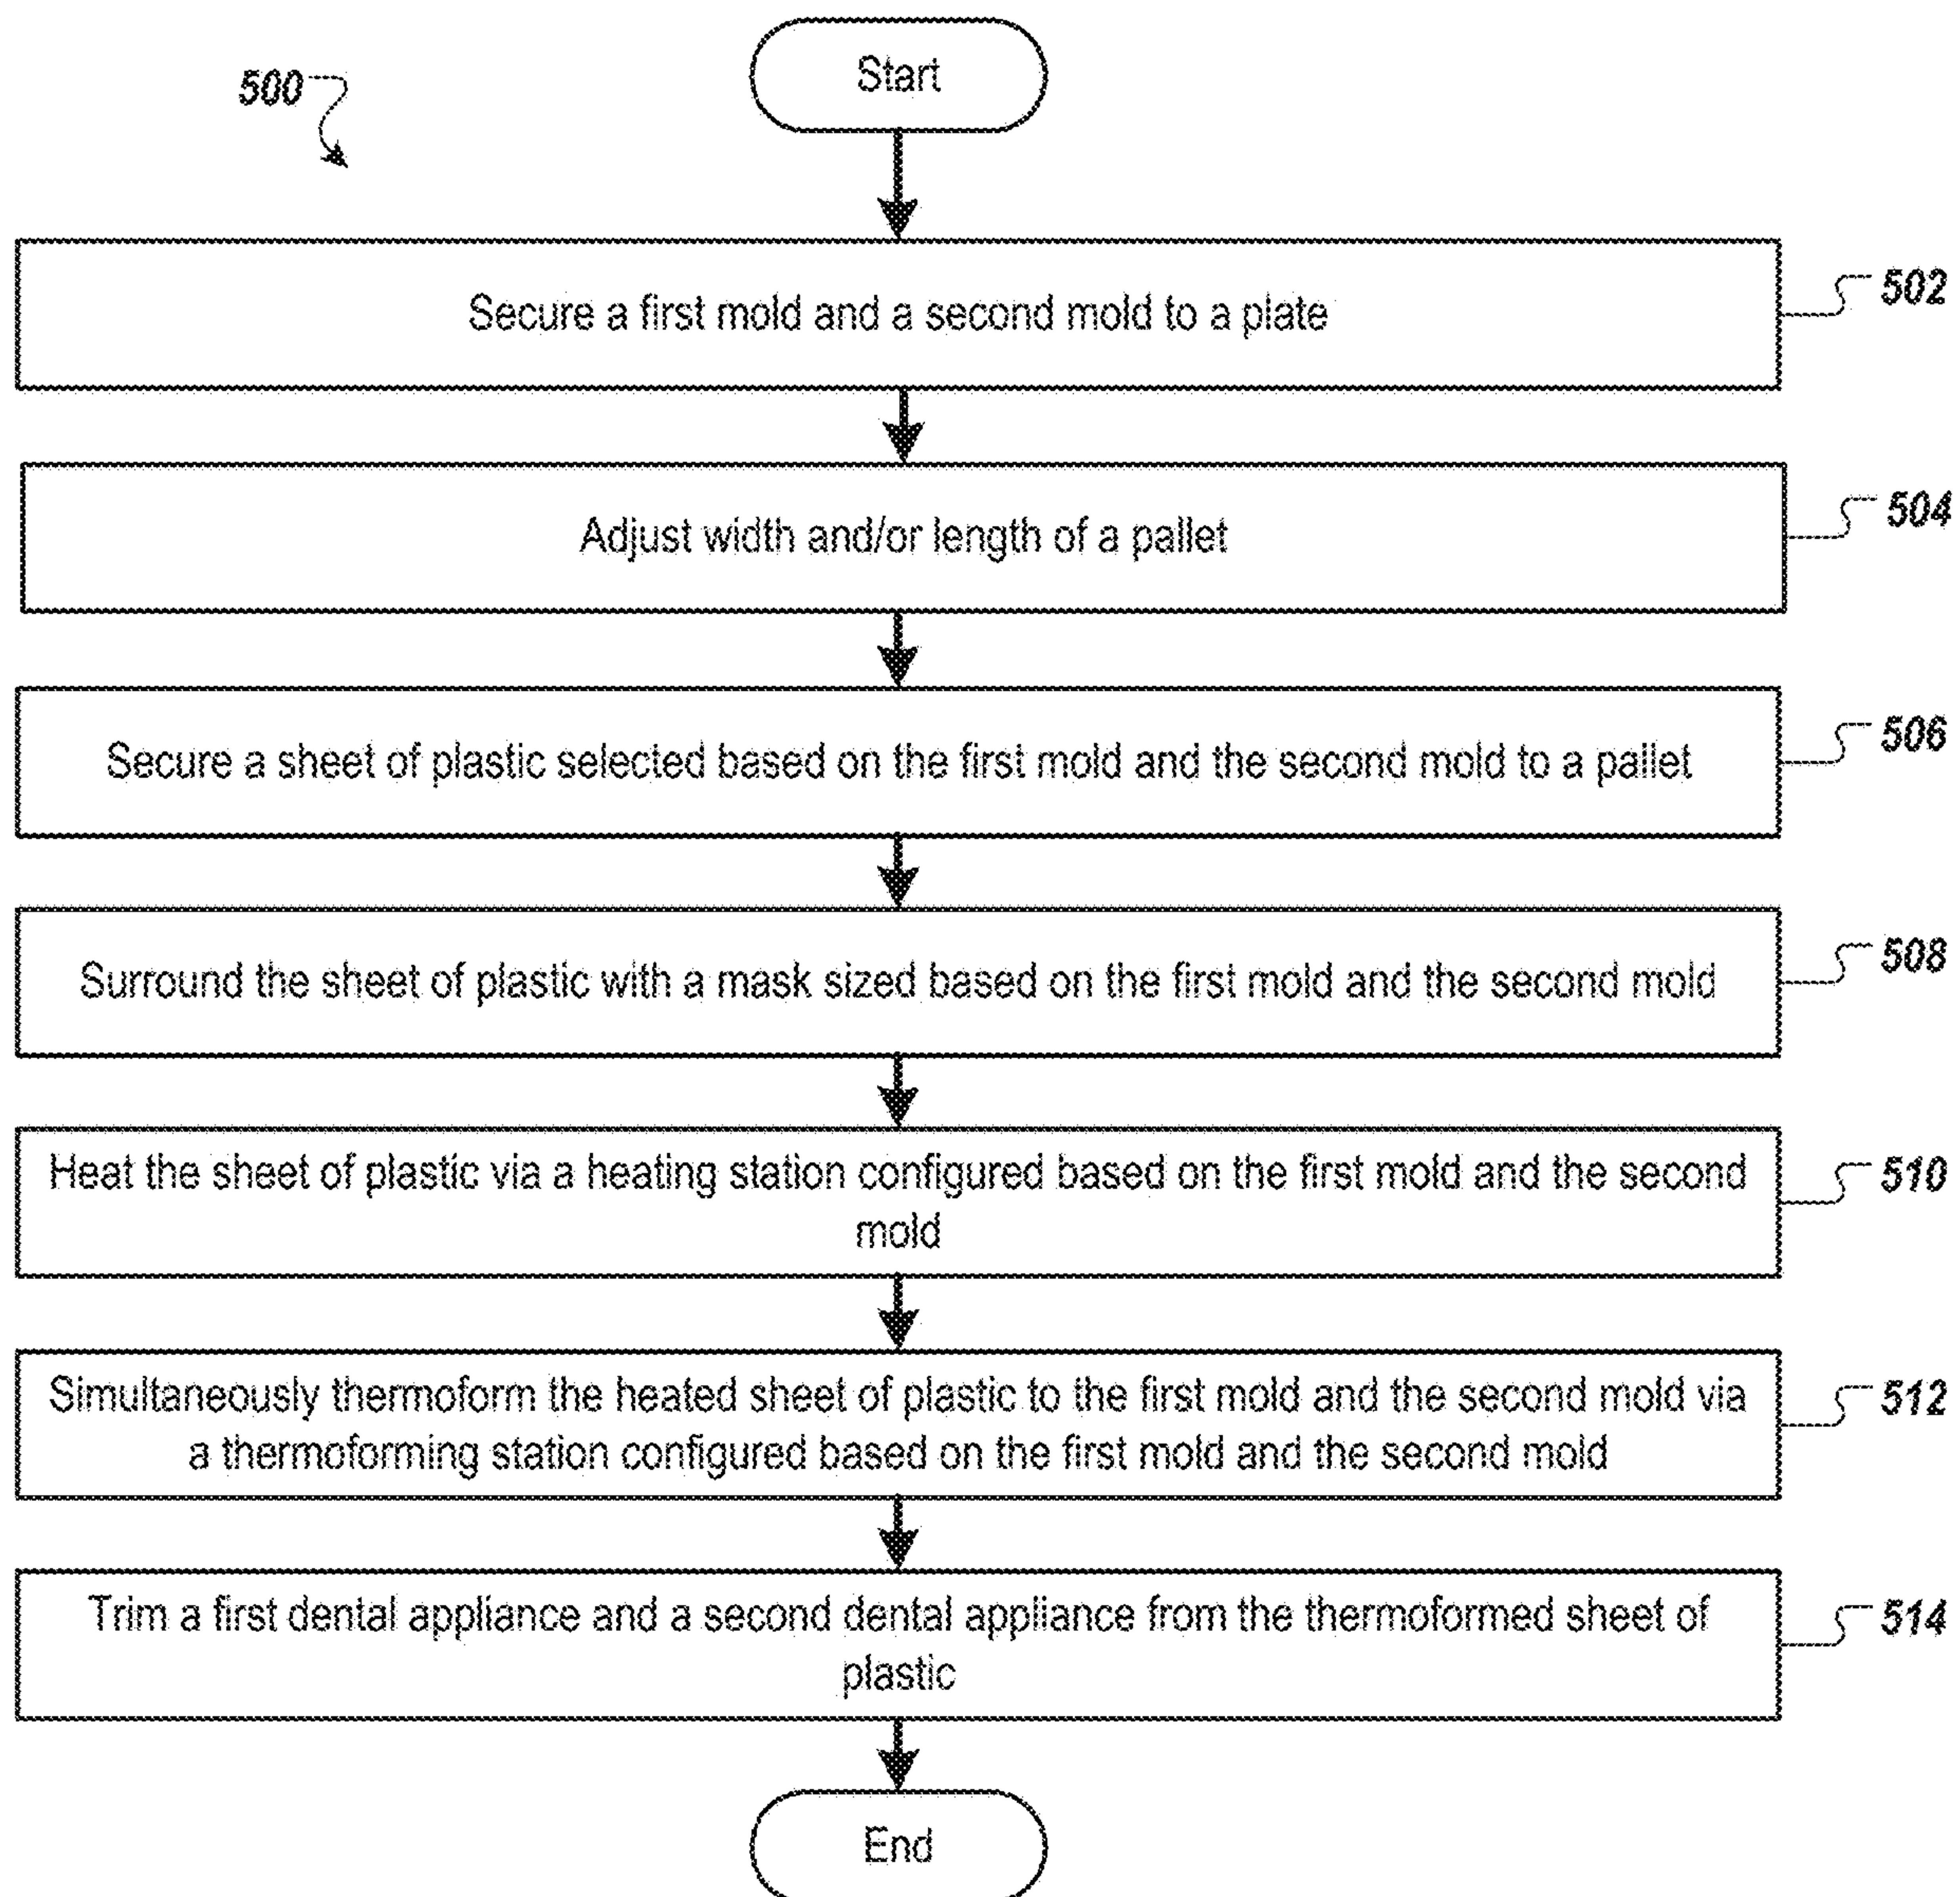 Start
500
Secure a first mold and a second mold to a plate
502
Adjust width and/or length of a pallet
504
Secure a sheet of plastic selected based on the first mold and the second mold to a pallet
506
Surround the sheet of plastic with a mask sized based on the first mold and the second mold
508
Heat the sheet of plastic via a heating station configured based on the first mold and the second
mold
510
Simultaneously thermoform the heated sheet of plastic to the first mold and the second mold via
a thermoforming station configured based on the first mold and the second mold
512
Trim a first dental appliance and a second dental appliance from the thermoformed sheet of
plastic
514
End